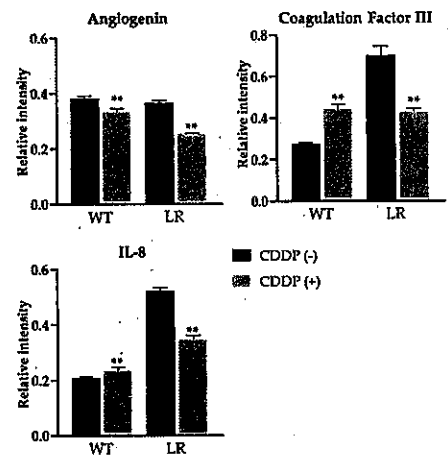 Angiogenin
Relative intensity
0.6
0.4
0.2
0.0
**
**
WT
LR
Coagulation Factor III
Relative intensity
0.8
0.6
0.4
0.2
0.0
**
**
WT
LR
IL-8
Relative intensity
0.6
0.4
0.2
0.0
**
**
WT
LR
CDDP (-)
CDDP (+)